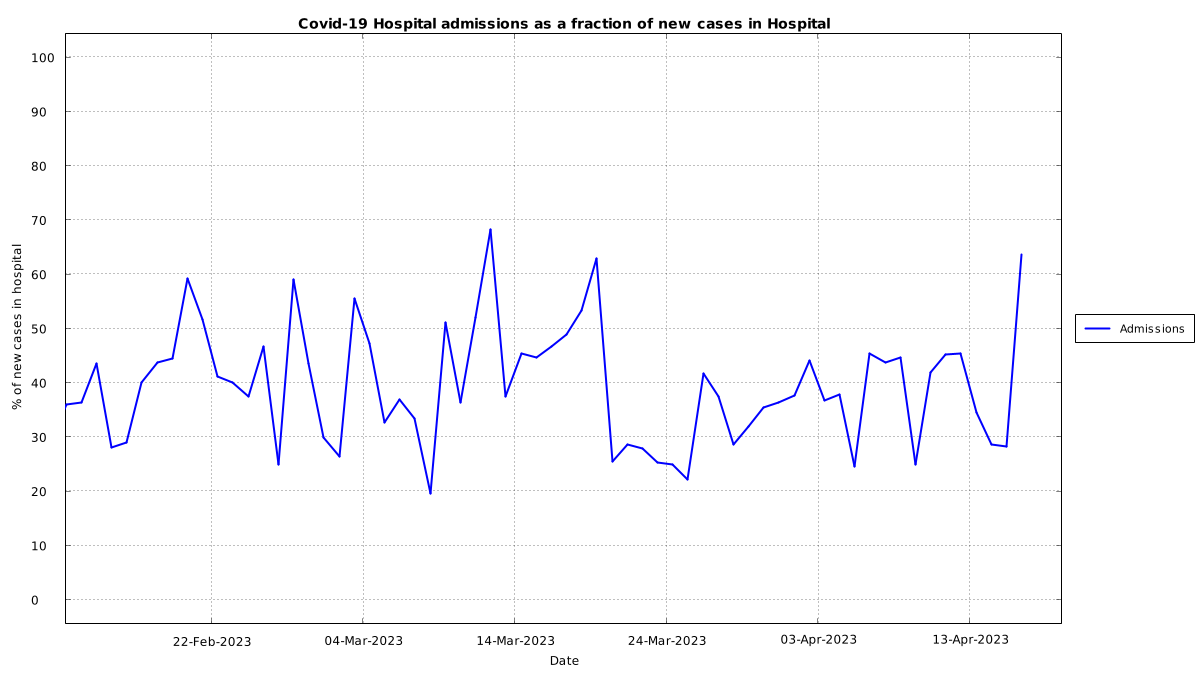 Covid-19 Hospital admissions as a fraction of new cases in Hospital
100
90
80
70
60
50
40
30
20
10
0
% of new cases in hospital
22-Feb-2023
04-Mar-2023
14-Mar-2023
24-Mar-2023
03-Apr-2023
13-Apr-2023
Date
Admissions